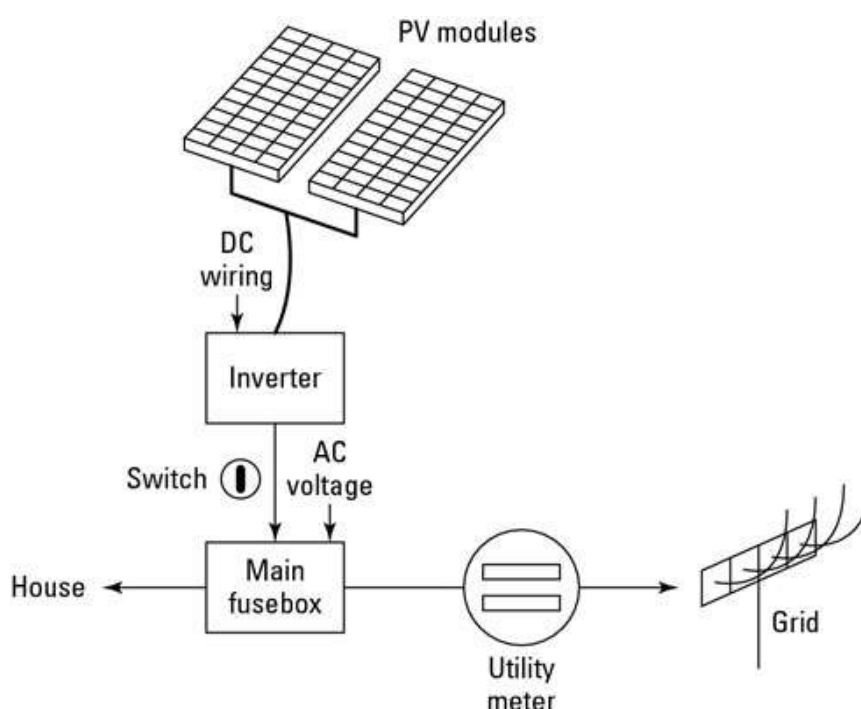 PV modules
DC
wiring
Inverter
Switch
AC
voltage
House
Main
fusebox
Grid
Utility
meter